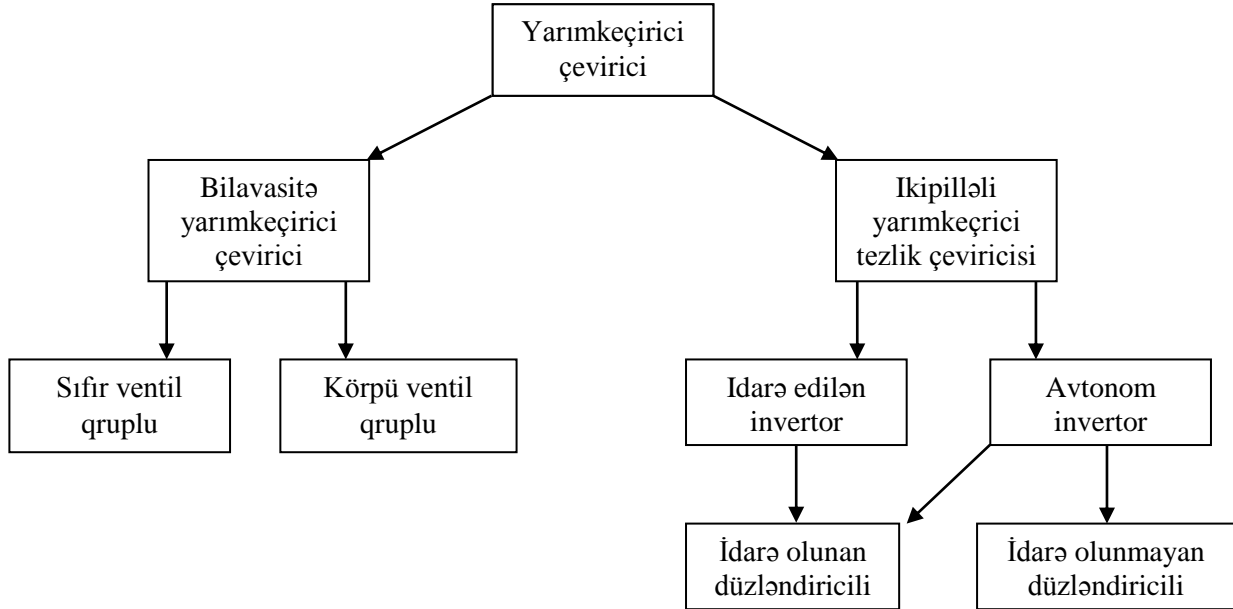 Yarımkeçirici
çevirici
Bilavasitə
yarımkeçirici
çevirici
Ikipilləli
yarımkeçrici
tezlik çeviricisi
Sıfır ventil
qruplu
Körpü ventil
qruplu
Idarə edilən
invertor
Avtonom
invertor
İdarə olunan
düzləndiricili
İdarə olunmayan
düzləndiricili